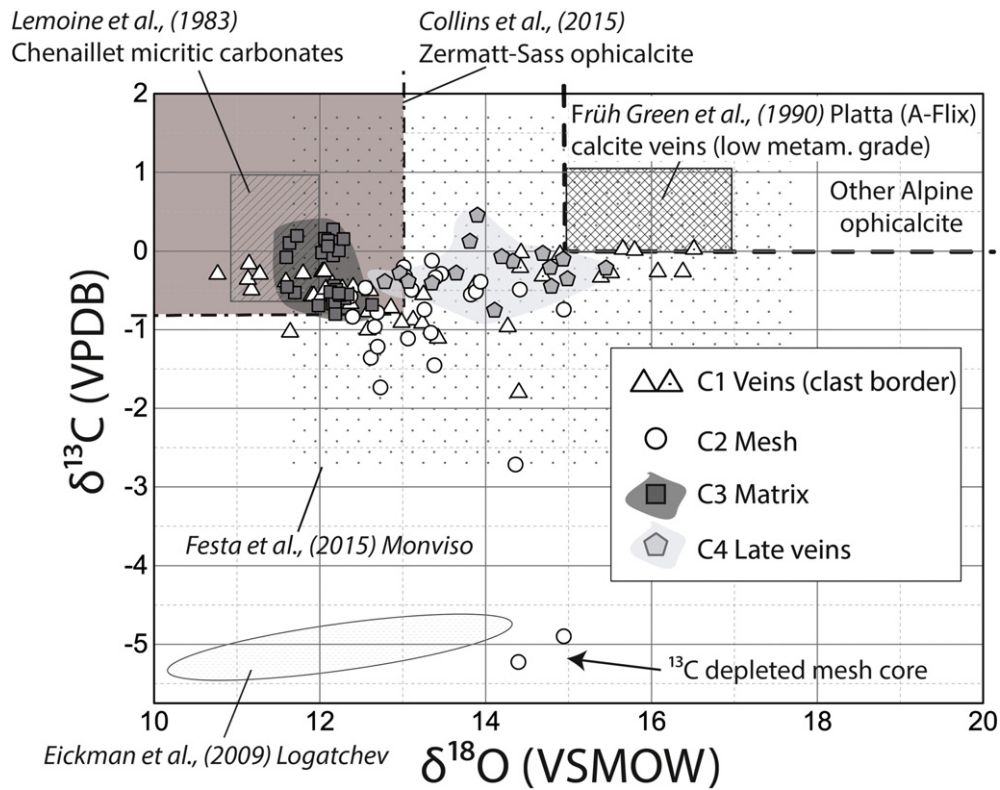 Lemoine et al., (1983)
Chenaillet micritic carbonates
Collins et al., (2015)
Zermatt-Sass ophicalcite
Früh Green et al., (1990) Platta (A-Flix)
calcite veins (low metam. grade)
Other Alpine
ophicalcite
2
1
0
-1
-2
-3
-4
-5
δ¹³C (VPDB)
C1 Veins (clast border)
C2 Mesh
C3 Matrix
C4 Late veins
Festa et al., (2015) Monviso
¹³C depleted mesh core
10
12
14
16
18
20
Eickman et al., (2009) Logatchev
δ¹⁸O (VSMOW)